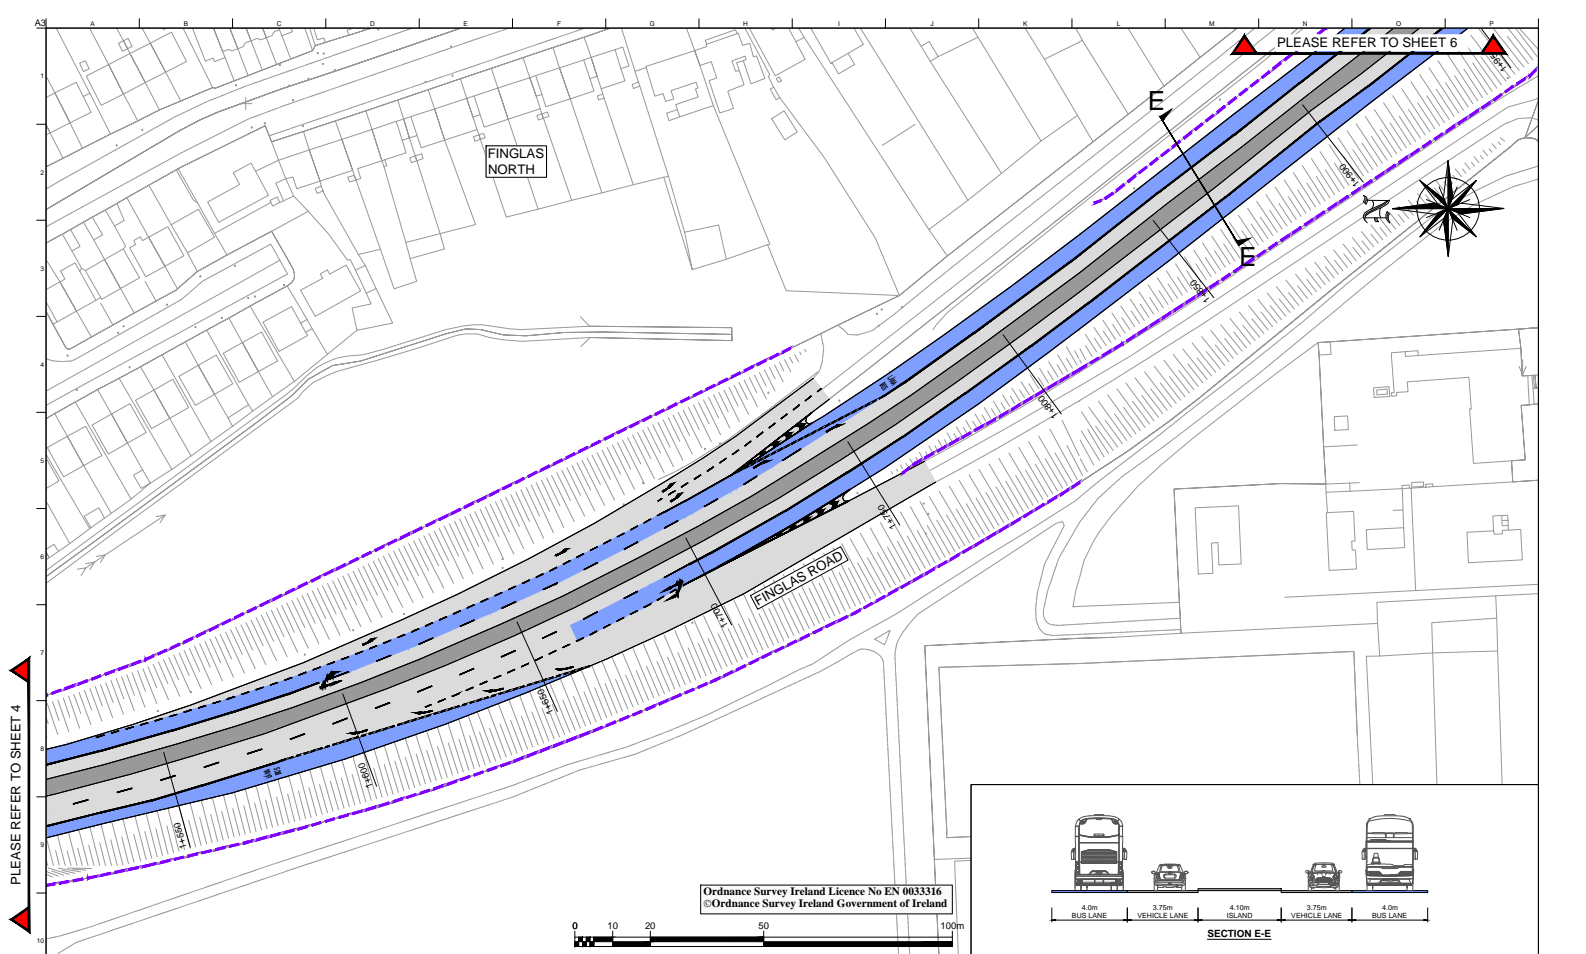 A3 A B C D E F G H I J K L M N O P
PLEASE REFER TO SHEET 6
1
2
3
4
5
6
7
8
9
10
FINGLAS
NORTH
E
E
1+900
1+850
1+800
1+750
1+700
1+650
1+600
1+550
FINGLAS ROAD
PLEASE REFER TO SHEET 4
Ordnance Survey Ireland Licence No EN 0033316
©Ordnance Survey Ireland Government of Ireland
0 10 20 50 100m
4.0m 3.75m 4.10m 3.75m 4.0m
BUS LANE VEHICLE LANE ISLAND VEHICLE LANE BUS LANE
SECTION E-E